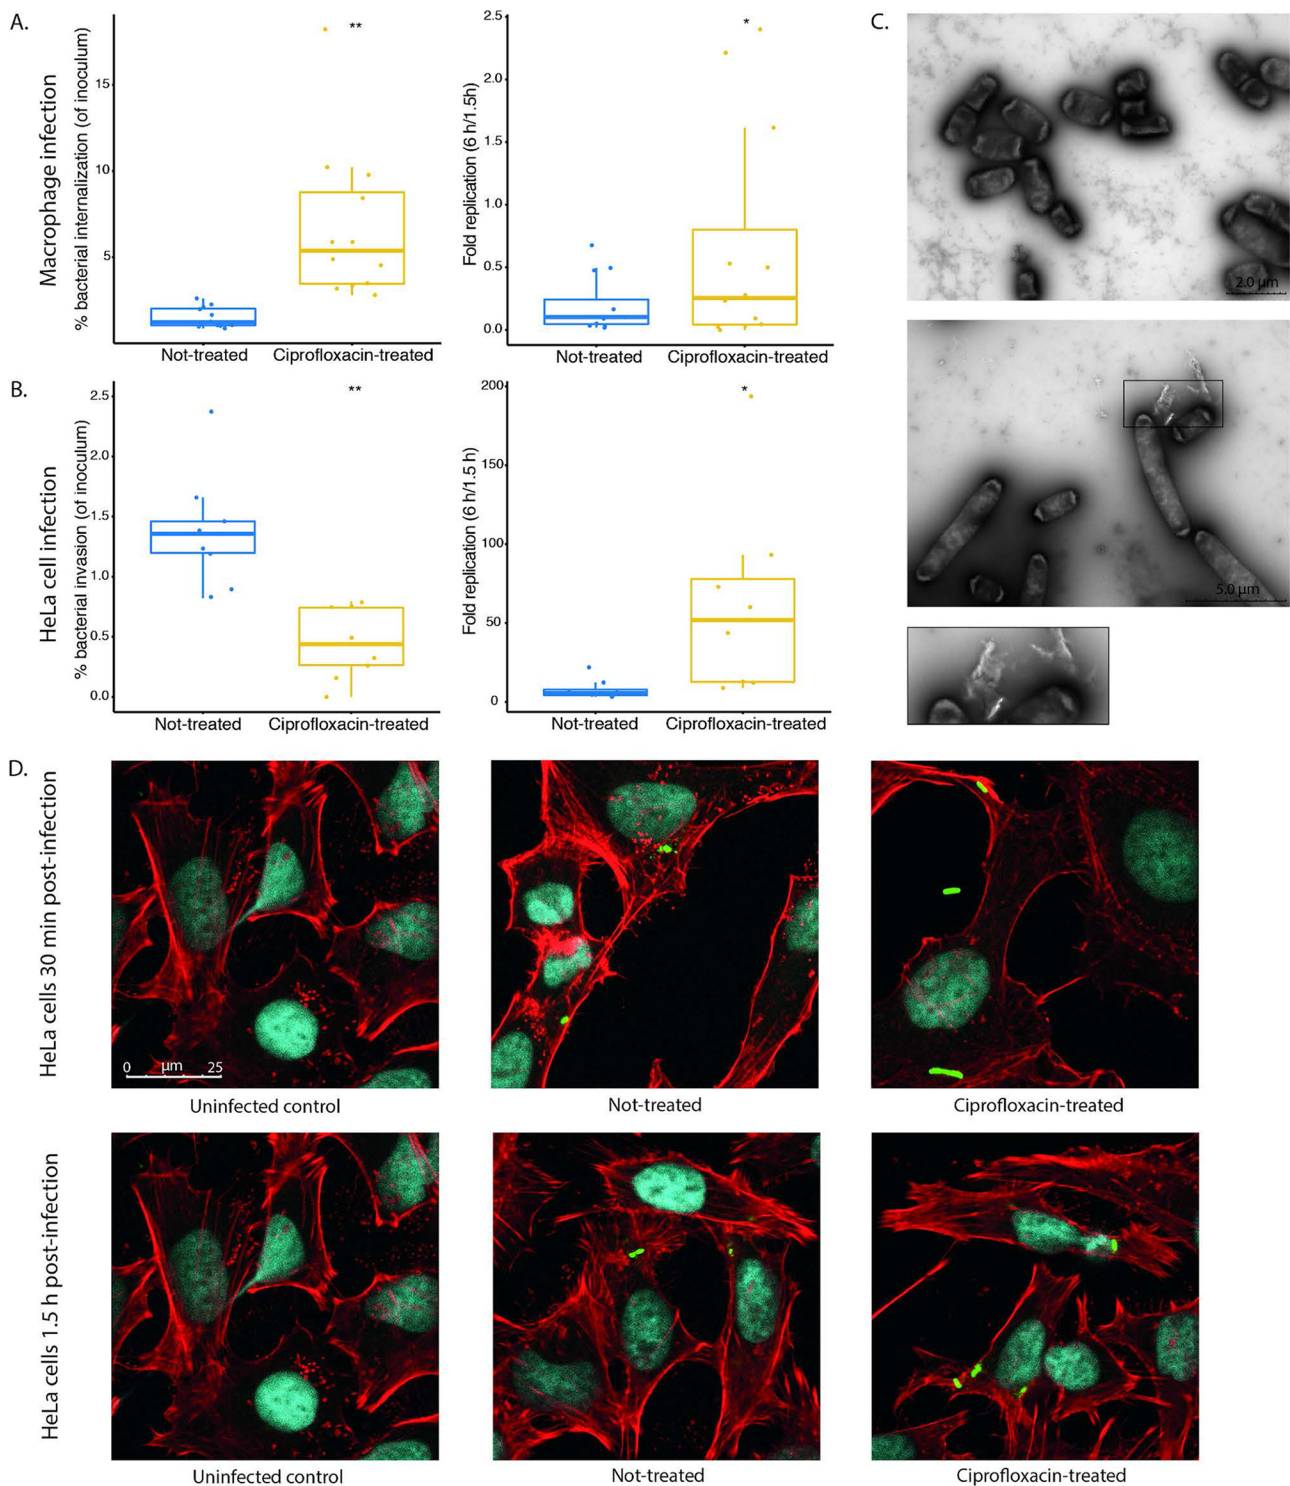 A.
Macrophage infection
% bacterial internalization (of inoculum)
15
10
5
**
Not-treated
Ciprofloxacin-treated
Fold replication (6 h/1.5h)
2.5
2.0
1.5
1.0
0.5
0.0
*
Not-treated
Ciprofloxacin-treated
C.
2.0 µm
5.0 µm
B.
HeLa cell infection
% bacterial invasion (of inoculum)
2.5
2.0
1.5
1.0
0.5
0.0
**
Not-treated
Ciprofloxacin-treated
Fold replication (6 h/1.5 h)
200
150
100
50
0
*
Not-treated
Ciprofloxacin-treated
D.
HeLa cells 30 min post-infection
0 µm 25
Uninfected control
Not-treated
Ciprofloxacin-treated
HeLa cells 1.5 h post-infection
Uninfected control
Not-treated
Ciprofloxacin-treated